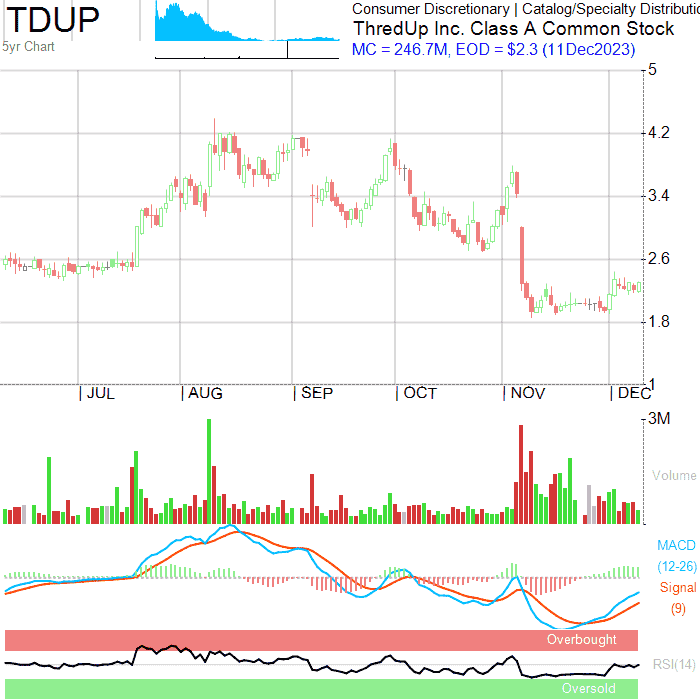 TDUP
5yr Chart
Consumer Discretionary | Catalog/Specialty Distributio
ThredUp Inc. Class A Common Stock
MC = 246.7M, EOD = $2.3 (11Dec2023)
5
4.2
3.4
2.6
1.8
1
| JUL | AUG | SEP | OCT | NOV | DEC
3M
Volume
MACD
(12-26)
Signal
(9)
Overbought
RSI(14)
Oversold